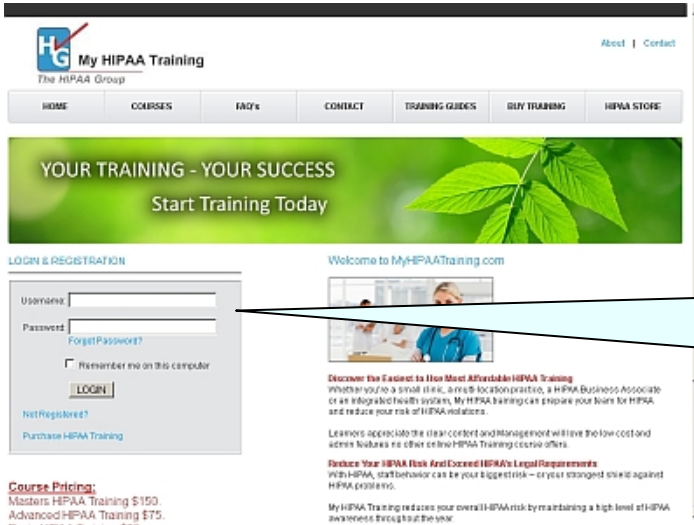 HG
My HIPAA Training
The HIPAA Group
About | Contact
HOME COURSES FAQ's CONTACT TRAINING GUIDES BUY TRAINING HIPAA STORE
YOUR TRAINING - YOUR SUCCESS
Start Training Today
LOGIN & REGISTRATION
Username:
Password:
Forgot Password?
Remember me on this computer
LOGIN
Not Registered?
Purchase HIPAA Training
Course Pricing:
Masters HIPAA Training $150.
Advanced HIPAA Training $75.
Welcome to MyHIPAATraining.com
Discover the Easiest to Use Most Affordable HIPAA Training
Whether you're a small clinic, a multi-location practice, a HIPAA Business Associate
or an integrated health system, My HIPAA training can prepare your team for HIPAA
and reduce your risk of HIPAA violations.
Learners appreciate the clear content and Management will love the low cost and
admin features no other online HIPAA Training course offers.
Reduce Your HIPAA Risk And Exceed HIPAA's Legal Requirements
With HIPAA, staff behavior can be your biggest risk – or your strongest shield against
HIPAA problems.
My HIPAA Training reduces your overall HIPAA risk by maintaining a high level of HIPAA
awareness throughout the year.